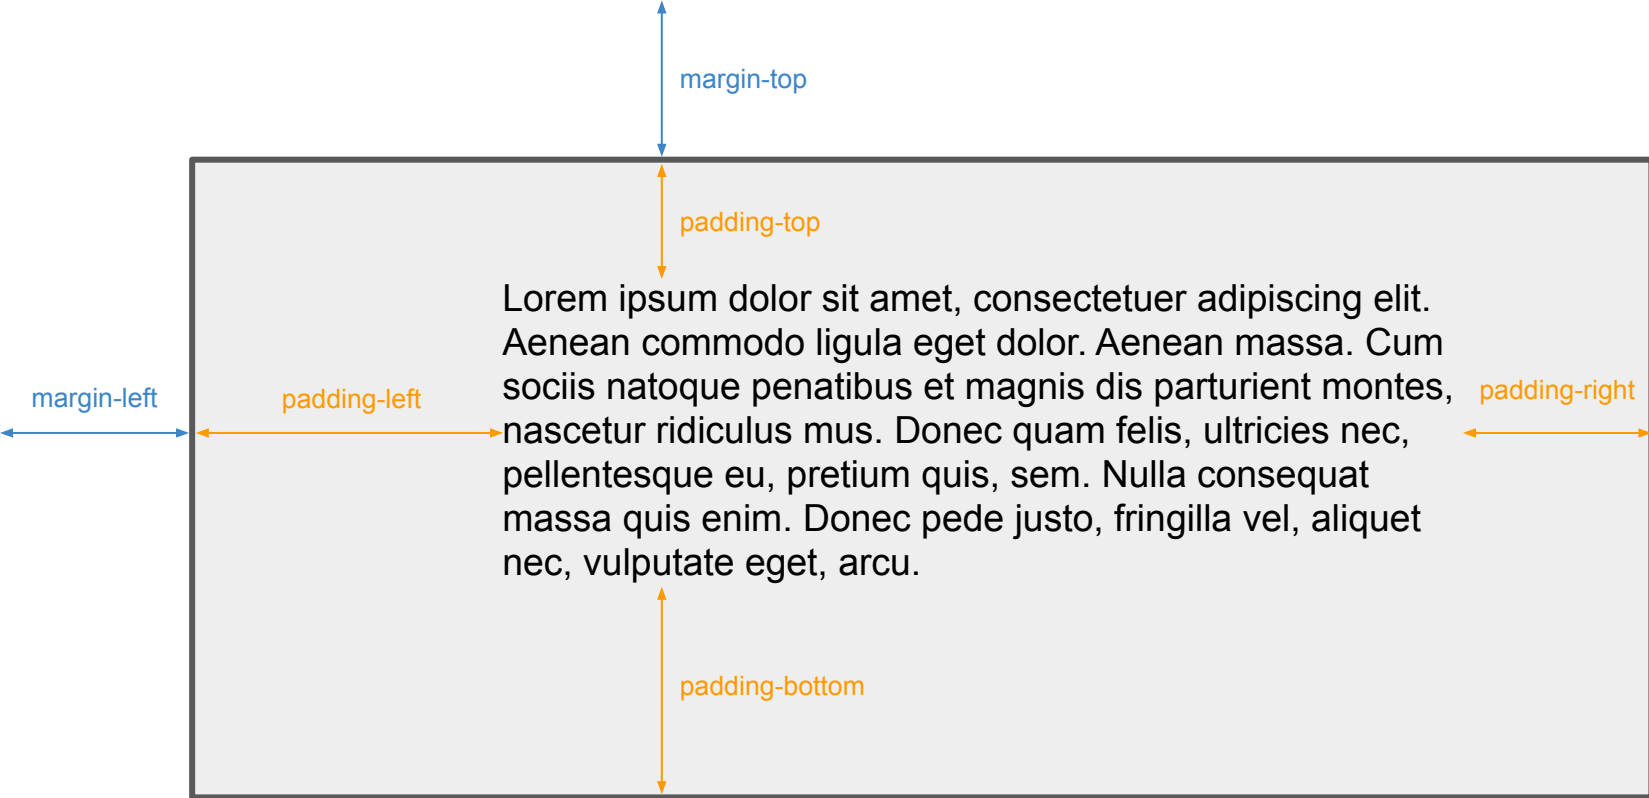 margin-top
padding-top
Lorem ipsum dolor sit amet, consectetuer adipiscing elit.
Aenean commodo ligula eget dolor. Aenean massa. Cum
sociis natoque penatibus et magnis dis parturient montes,
nascetur ridiculus mus. Donec quam felis, ultricies nec,
pellentesque eu, pretium quis, sem. Nulla consequat
massa quis enim. Donec pede justo, fringilla vel, aliquet
nec, vulputate eget, arcu.
margin-left
padding-left
padding-right
padding-bottom